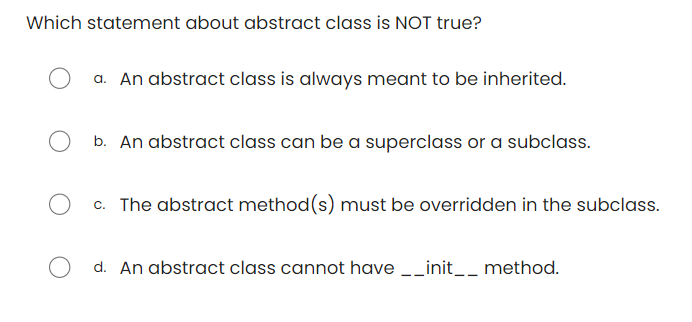 Which statement about abstract class is NOT true?
a. An abstract class is always meant to be inherited.
b. An abstract class can be a superclass or a subclass.
c. The abstract method(s) must be overridden in the subclass.
d. An abstract class cannot have __init__ method.